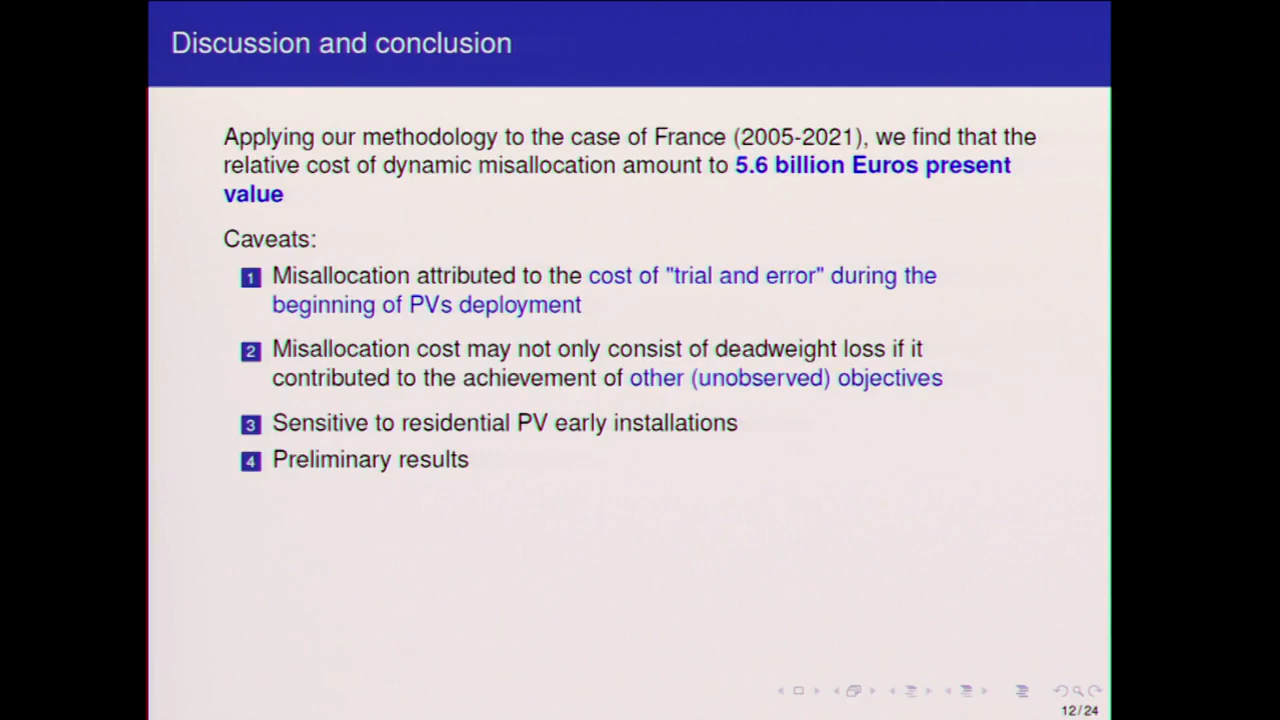 Discussion and conclusion
Applying our methodology to the case of France (2005-2021), we find that the
relative cost of dynamic misallocation amount to 5.6 billion Euros present
value
Caveats:
1 Misallocation attributed to the cost of "trial and error" during the
beginning of PVs deployment
2 Misallocation cost may not only consist of deadweight loss if it
contributed to the achievement of other (unobserved) objectives
3 Sensitive to residential PV early installations
4 Preliminary results
12/24